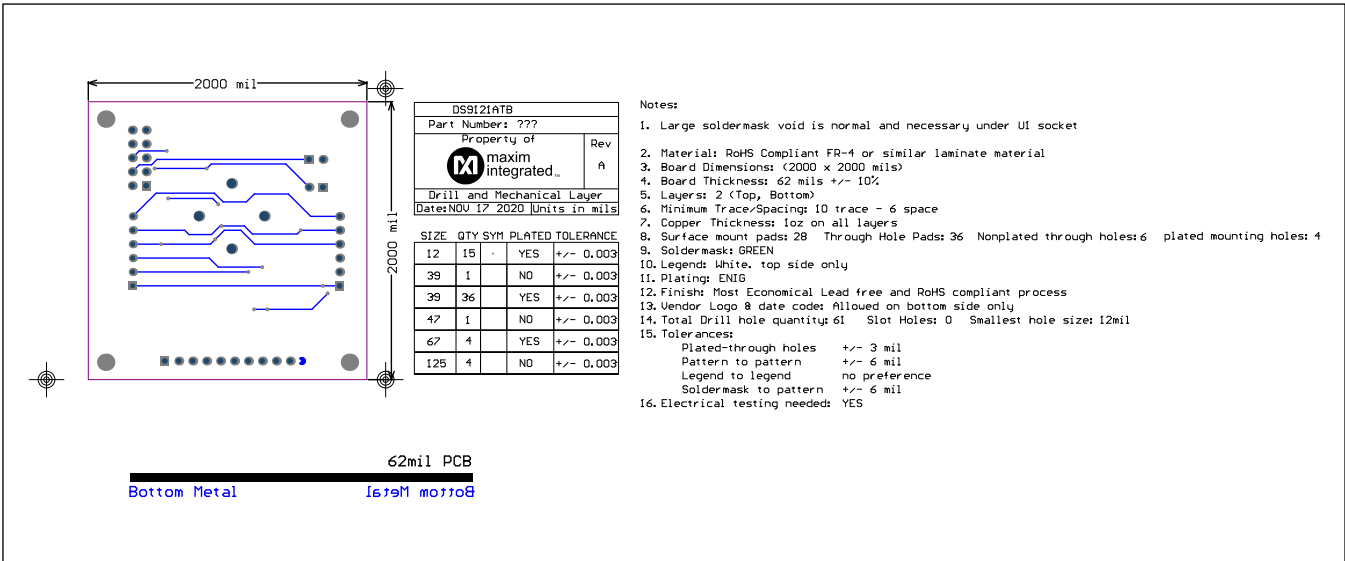 2000 mil
2000 mil
DS9121ATB
Part Number: ???
Property of
maxim
integrated™
Rev
A
Drill and Mechanical Layer
Date: NOV 17 2020 Units in mils
SIZE QTY SYM PLATED TOLERANCE
12 15 YES +/- 0.003
39 1 NO +/- 0.003
39 36 YES +/- 0.003
47 1 NO +/- 0.003
67 4 YES +/- 0.003
125 4 NO +/- 0.003
Notes:
1. Large soldermask void is normal and necessary under U1 socket
2. Material: RoHS Compliant FR-4 or similar laminate material
3. Board Dimensions: (2000 x 2000 mils)
4. Board Thickness: 62 mils +/- 10%
5. Layers: 2 (Top, Bottom)
6. Minimum Trace/Spacing: 10 trace - 6 space
7. Copper Thickness: 1oz on all layers
8. Surface mount pads: 28 Through Hole Pads: 36 Nonplated through holes: 6 plated mounting holes: 4
9. Soldermask: GREEN
10. Legend: White. top side only
11. Plating: ENIG
12. Finish: Most Economical Lead free and RoHS compliant process
13. Vendor Logo & date code: Allowed on bottom side only
14. Total Drill hole quantity: 61 Slot Holes: 0 Smallest hole size: 12mil
15. Tolerances:
Plated-through holes +/- 3 mil
Pattern to pattern +/- 6 mil
Legend to legend no preference
Soldermask to pattern +/- 6 mil
16. Electrical testing needed: YES
62mil PCB
Bottom Metal Bottom Metal